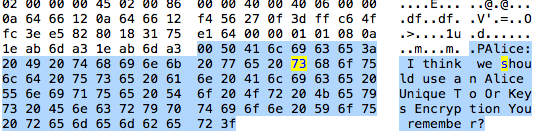 02 00 00 00 45 02 00 86  00 00 40 00 40 06 00 00  ....E... ..@.@...
0a 64 66 12 0a 64 66 12  f4 56 27 0f 3d ff c6 4f  .df..df. .V'.=..O
fc 3e e5 82 80 18 31 75  e1 64 00 00 01 01 08 0a  .>....1u .d......
1e ab 6d a3 1e ab 6d a3  00 50 41 6c 69 63 65 3a  ..m...m. .PAlice:
20 49 20 74 68 69 6e 6b  20 77 65 20 73 68 6f 75   I think  we shou
6c 64 20 75 73 65 20 61  6e 20 41 6c 69 63 65 20  ld use a n Alice
55 6e 69 71 75 65 20 54  6f 20 4f 72 20 4b 65 79  Unique T o Or Key
73 20 45 6e 63 72 79 70  74 69 6f 6e 20 59 6f 75  s Encryp tion You
20 72 65 6d 65 6d 62 65  72 3f   remembe r?